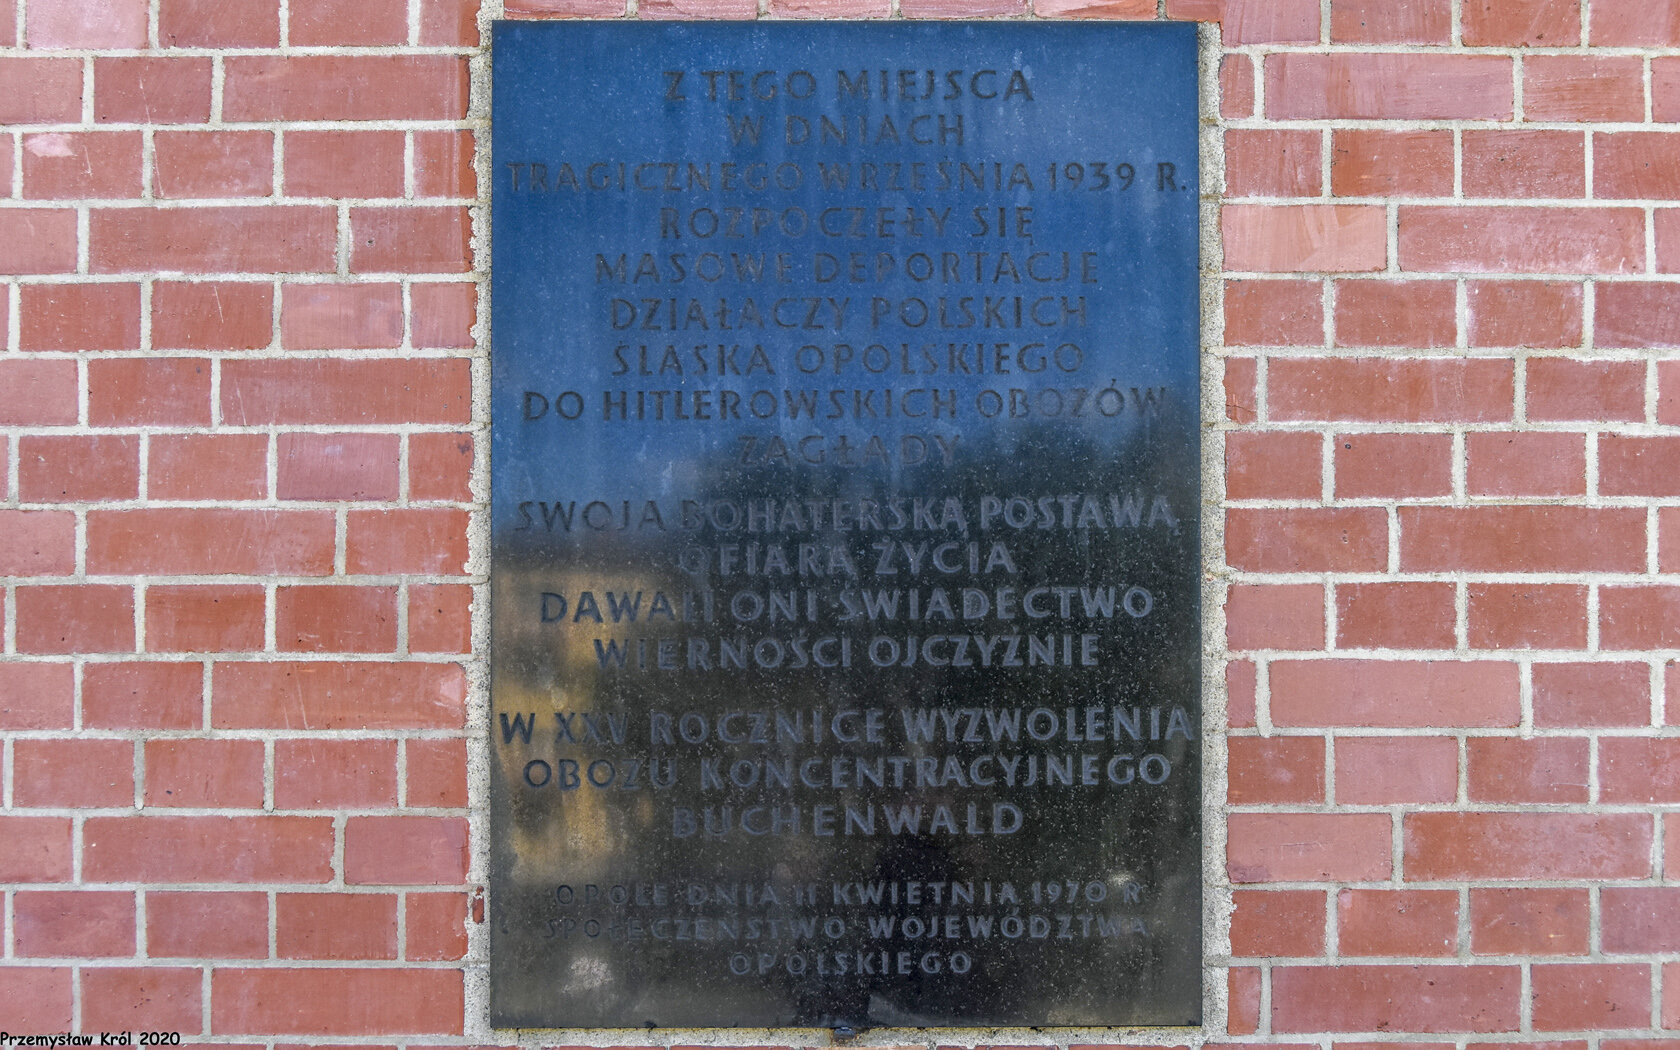 Z TEGO MIEJSCA
W DNIACH
TRAGICZNEGO WRZEŚNIA 1939 R.
ROZPOCZĘŁY SIĘ
MASOWE DEPORTACJE
DZIAŁACZY POLSKICH
ŚLĄSKA OPOLSKIEGO
DO HITLEROWSKICH OBOZÓW
ZAGŁADY
SWOJĄ BOHATERSKĄ POSTAWĄ
OFIARĄ ŻYCIA
DAWALI ONI ŚWIADECTWO
WIERNOŚCI OJCZYŹNIE
W XXV ROCZNICĘ WYZWOLENIA
OBOZU KONCENTRACYJNEGO
BUCHENWALD
OPOLE DNIA 11 KWIETNIA 1970 R
SPOŁECZEŃSTWO WOJEWÓDZTWA
OPOLSKIEGO
Przemysław Król 2020